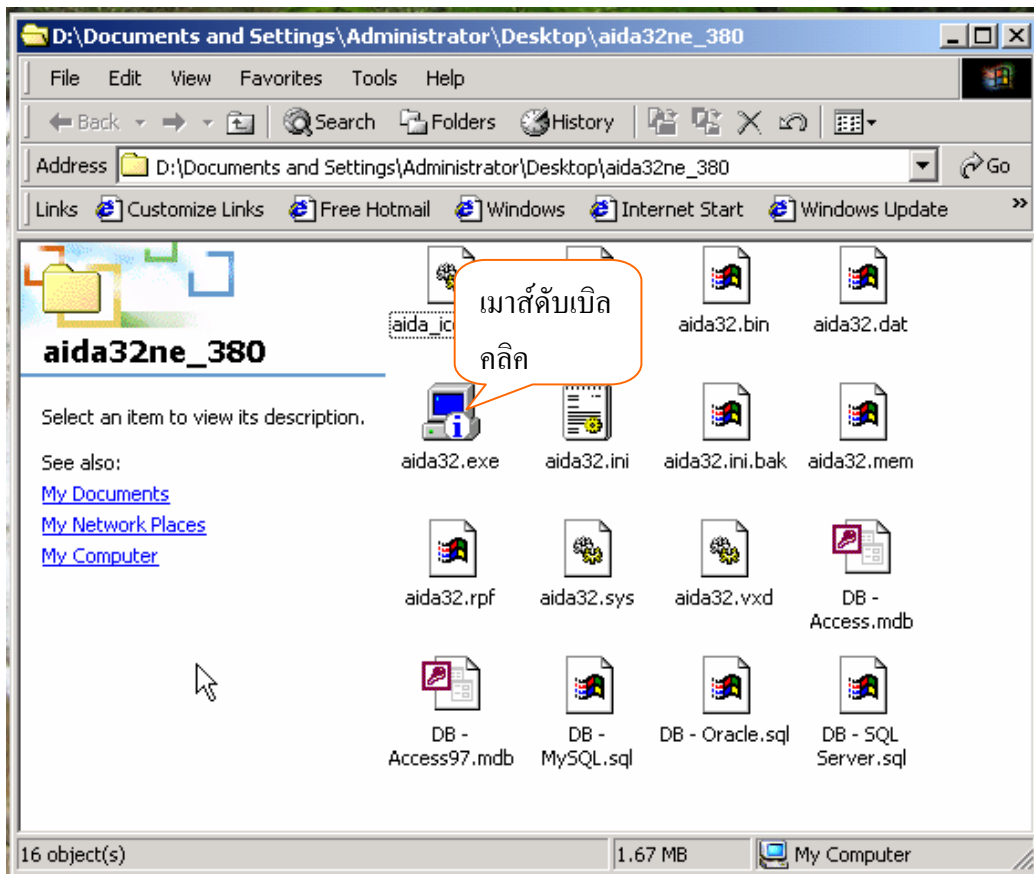 D:\Documents and Settings\Administrator\Desktop\aida32ne_380
File Edit View Favorites Tools Help
Back Search Folders History
Address D:\Documents and Settings\Administrator\Desktop\aida32ne_380 Go
Links Customize Links Free Hotmail Windows Internet Start Windows Update »
aida32ne_380
Select an item to view its description.
See also:
My Documents
My Network Places
My Computer
เมาส์ดับเบิล
คลิค
aida32.bin aida32.dat
aida32.exe aida32.ini aida32.ini.bak aida32.mem
aida32.rpf aida32.sys aida32.vxd DB -
Access.mdb
DB - DB - DB - Oracle.sql DB - SQL
Access97.mdb MySQL.sql Server.sql
16 object(s) 1.67 MB My Computer